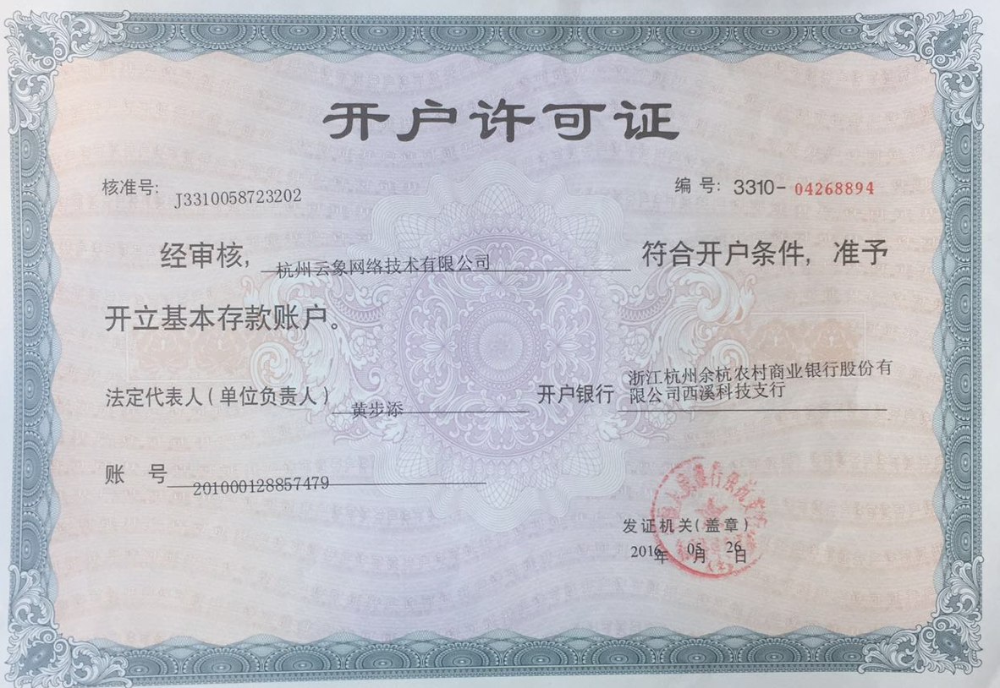 开户许可证
核准号: J3310058723202 编 号: 3310- 04268894
经审核, 杭州云象网络技术有限公司 符合开户条件, 准予
开立基本存款账户。
法定代表人(单位负责人) 黄步添 开户银行 浙江杭州余杭农村商业银行股份有
限公司西溪科技支行
账 号 201000128857479
发证机关(盖章)
2016年 05月 26日